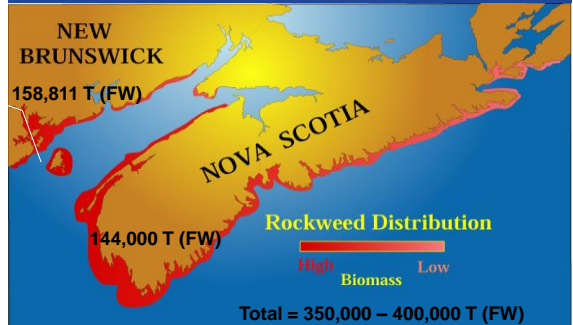 NEW
BRUNSWICK
158,811 T (FW)
NOVA SCOTIA
144,000 T (FW)
Rockweed Distribution
High
Low
Biomass
Total = 350,000 – 400,000 T (FW)